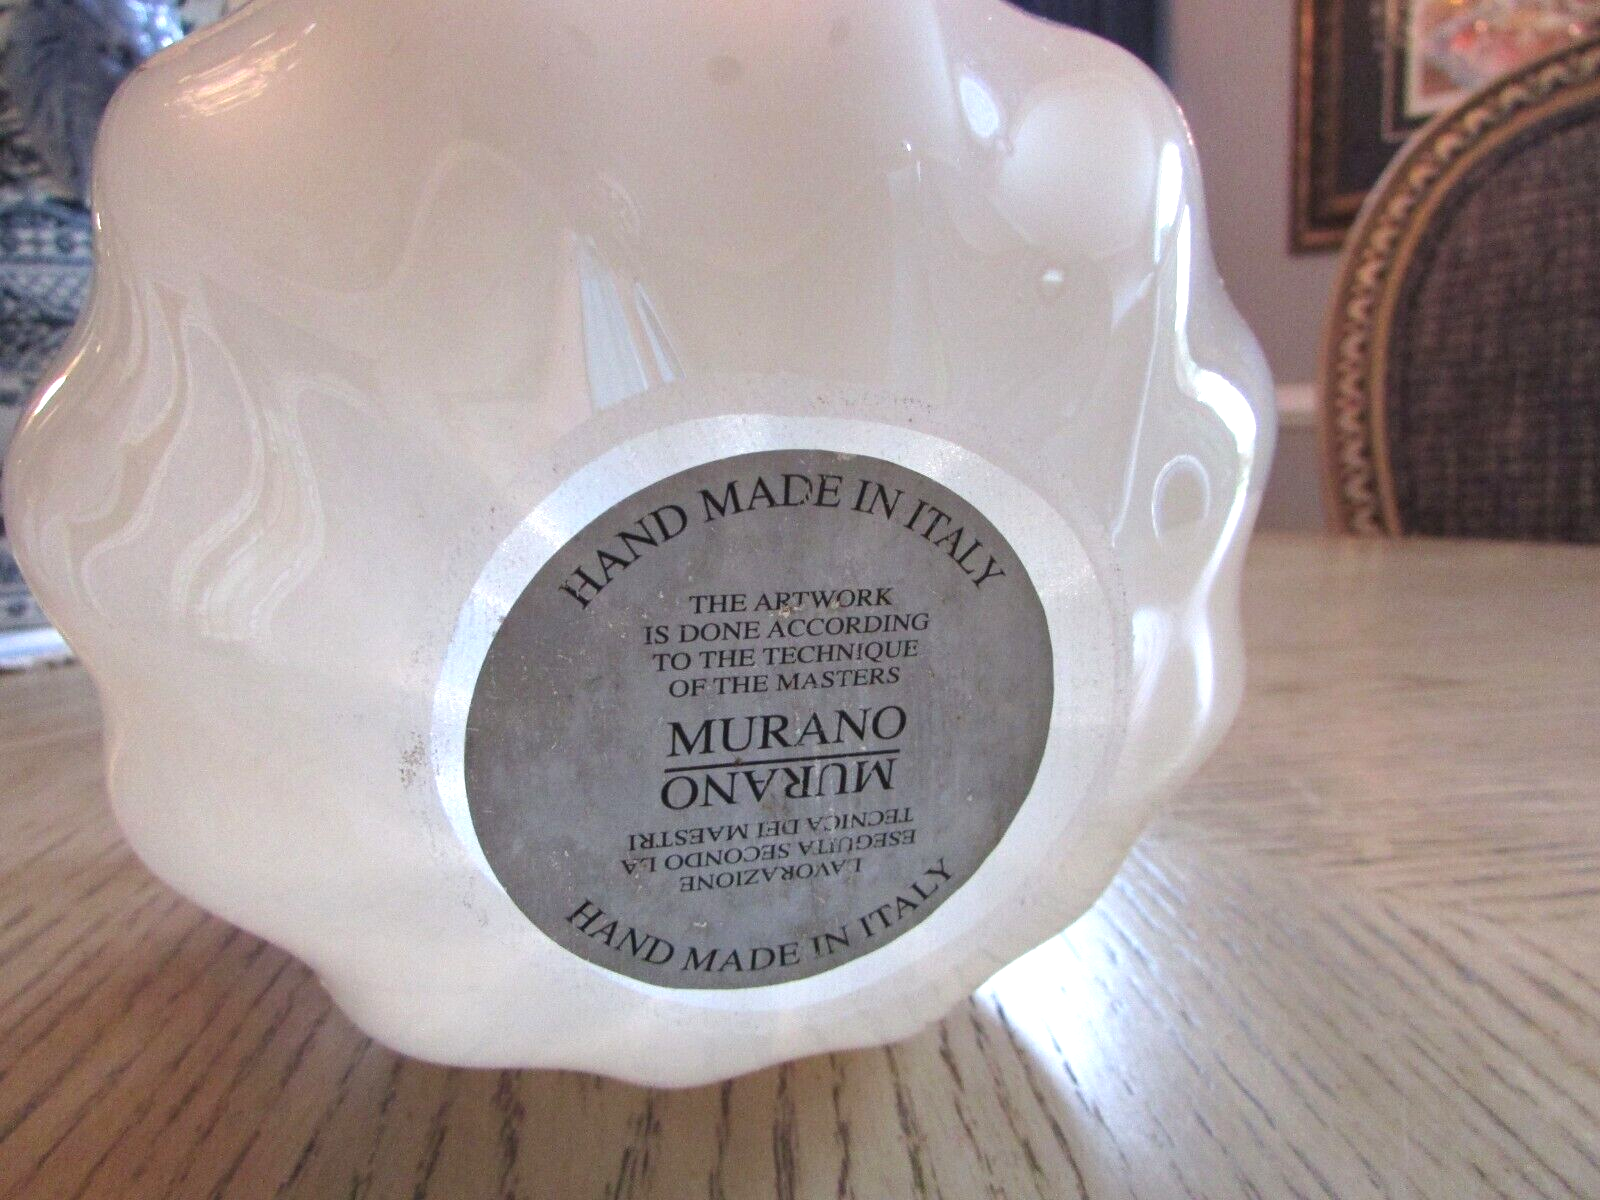 HAND MADE IN ITALY
THE ARTWORK
IS DONE ACCORDING
TO THE TECHNIQUE
OF THE MASTERS
MURANO
MURANO
LAVORAZIONE
ESEGUITA SECONDO LA
TECNICA DEI MAESTRI
HAND MADE IN ITALY